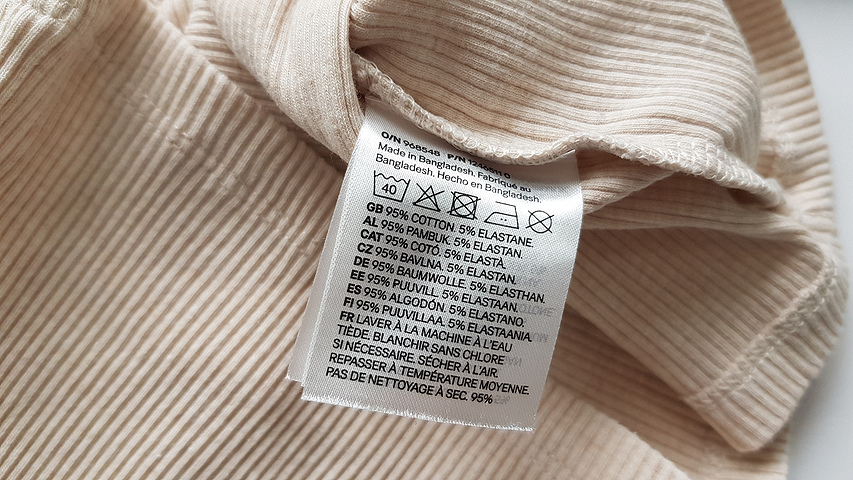 O/N 968548 P/N
Made in Bangladesh. Fabriqué au
Bangladesh. Hecho en Bangladesh.
40
GB 95% COTTON. 5% ELASTANE.
AL 95% PAMBUK. 5% ELASTAN.
CAT 95% COTÓ. 5% ELASTÀ.
CZ 95% BAVLNA. 5% ELASTAN.
DE 95% BAUMWOLLE. 5% ELASTHAN.
EE 95% PUUVILL. 5% ELASTAAN.
ES 95% ALGODÓN. 5% ELASTANO.
FI 95% PUUVILLAA. 5% ELASTAANIA.
FR LAVER À LA MACHINE À L'EAU
TIÈDE. BLANCHIR SANS CHLORE
SI NÉCESSAIRE. SÉCHER À L'AIR.
REPASSER À TEMPÉRATURE MOYENNE.
PAS DE NETTOYAGE À SEC. 95%